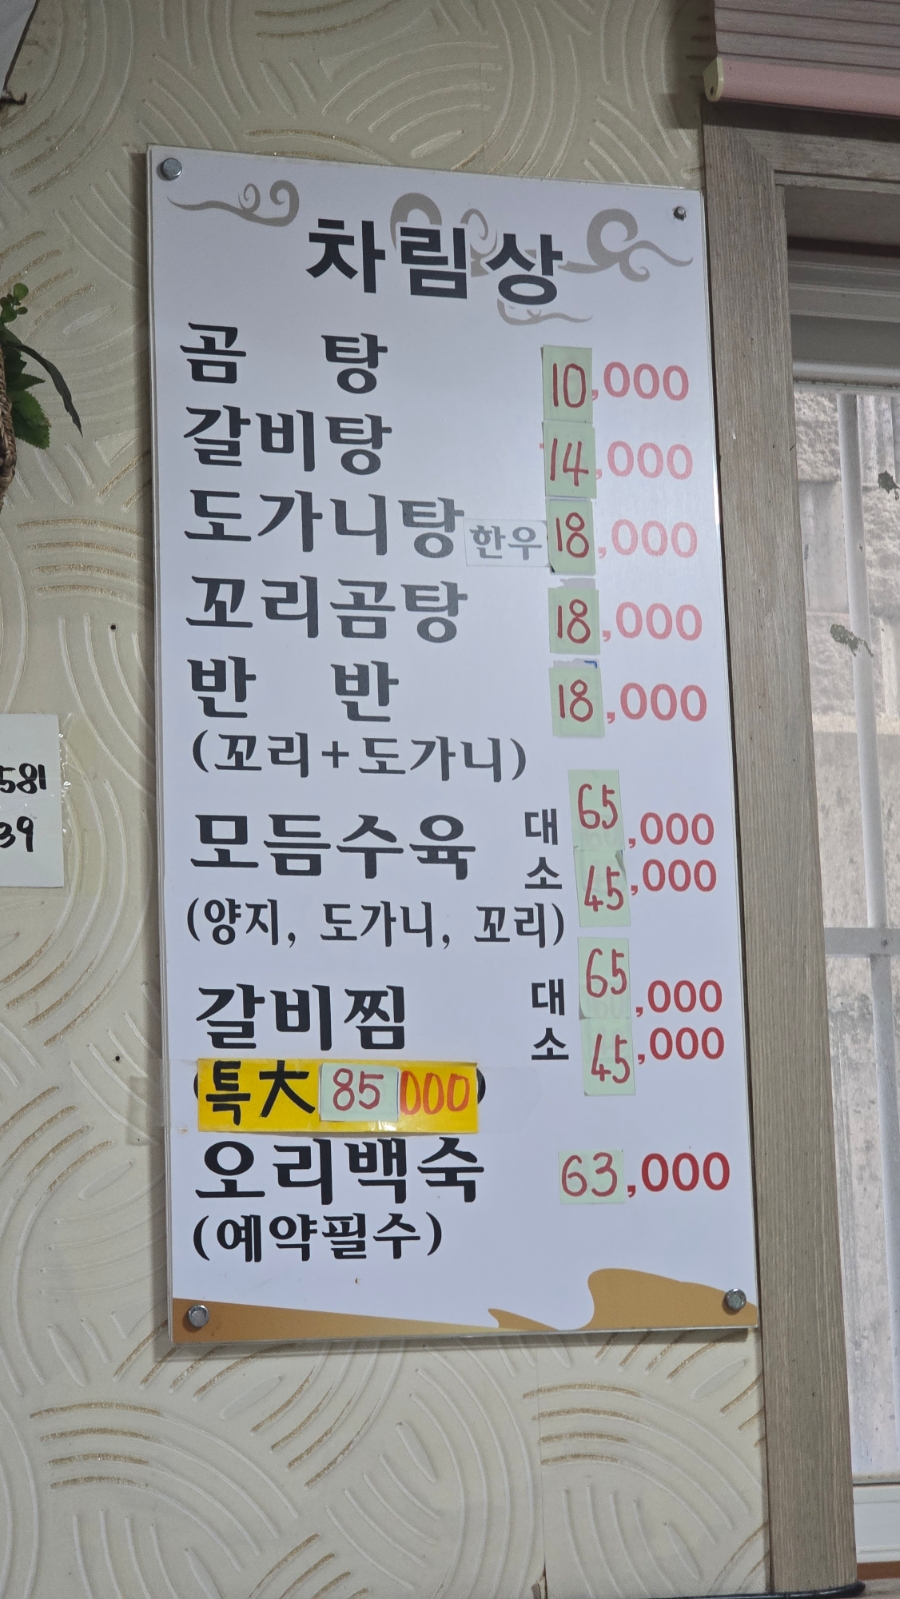 차림상
곰 탕 10,000
갈비탕 14,000
도가니탕 한우 18,000
꼬리곰탕 18,000
반 반 18,000
(꼬리+도가니)
모듬수육 대 65,000
소 45,000
(양지, 도가니, 꼬리)
갈비찜 대 65,000
소 45,000
특大 85000
오리백숙 63,000
(예약필수)
581
39